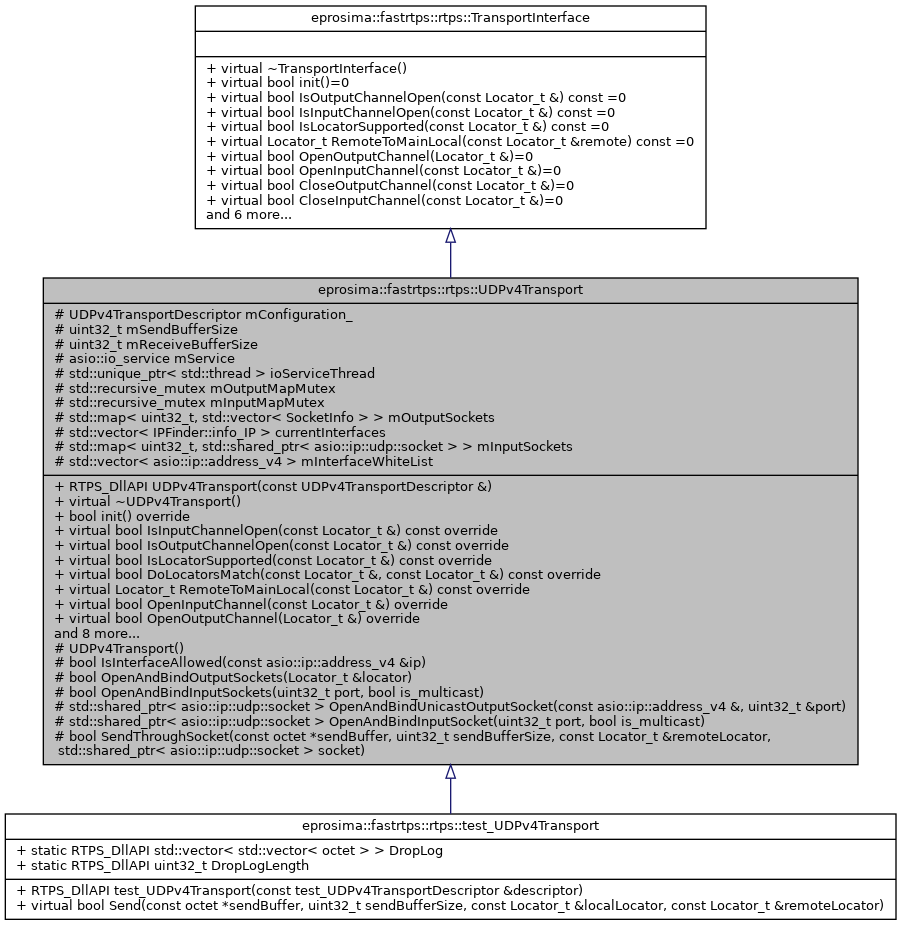 eprosima::fastrtps::rtps::TransportInterface
+ virtual ~TransportInterface()
+ virtual bool init()=0
+ virtual bool IsOutputChannelOpen(const Locator_t &) const =0
+ virtual bool IsInputChannelOpen(const Locator_t &) const =0
+ virtual bool IsLocatorSupported(const Locator_t &) const =0
+ virtual Locator_t RemoteToMainLocal(const Locator_t &remote) const =0
+ virtual bool OpenOutputChannel(Locator_t &)=0
+ virtual bool OpenInputChannel(const Locator_t &)=0
+ virtual bool CloseOutputChannel(const Locator_t &)=0
+ virtual bool CloseInputChannel(const Locator_t &)=0
and 6 more...
eprosima::fastrtps::rtps::UDPv4Transport
# UDPv4TransportDescriptor mConfiguration_
# uint32_t mSendBufferSize
# uint32_t mReceiveBufferSize
# asio::io_service mService
# std::unique_ptr< std::thread > ioServiceThread
# std::recursive_mutex mOutputMapMutex
# std::recursive_mutex mInputMapMutex
# std::map< uint32_t, std::vector< SocketInfo > > mOutputSockets
# std::vector< IPFinder::info_IP > currentInterfaces
# std::map< uint32_t, std::shared_ptr< asio::ip::udp::socket > > mInputSockets
# std::vector< asio::ip::address_v4 > mInterfaceWhiteList
+ RTPS_DllAPI UDPv4Transport(const UDPv4TransportDescriptor &)
+ virtual ~UDPv4Transport()
+ bool init() override
+ virtual bool IsInputChannelOpen(const Locator_t &) const override
+ virtual bool IsOutputChannelOpen(const Locator_t &) const override
+ virtual bool IsLocatorSupported(const Locator_t &) const override
+ virtual bool DoLocatorsMatch(const Locator_t &, const Locator_t &) const override
+ virtual Locator_t RemoteToMainLocal(const Locator_t &) const override
+ virtual bool OpenInputChannel(const Locator_t &) override
+ virtual bool OpenOutputChannel(Locator_t &) override
and 8 more...
# UDPv4Transport()
# bool IsInterfaceAllowed(const asio::ip::address_v4 &ip)
# bool OpenAndBindOutputSockets(Locator_t &locator)
# bool OpenAndBindInputSockets(uint32_t port, bool is_multicast)
# std::shared_ptr< asio::ip::udp::socket > OpenAndBindUnicastOutputSocket(const asio::ip::address_v4 &, uint32_t &port)
# std::shared_ptr< asio::ip::udp::socket > OpenAndBindInputSocket(uint32_t port, bool is_multicast)
# bool SendThroughSocket(const octet *sendBuffer, uint32_t sendBufferSize, const Locator_t &remoteLocator,
std::shared_ptr< asio::ip::udp::socket > socket)
eprosima::fastrtps::rtps::test_UDPv4Transport
+ static RTPS_DllAPI std::vector< std::vector< octet > > DropLog
+ static RTPS_DllAPI uint32_t DropLogLength
+ RTPS_DllAPI test_UDPv4Transport(const test_UDPv4TransportDescriptor &descriptor)
+ virtual bool Send(const octet *sendBuffer, uint32_t sendBufferSize, const Locator_t &localLocator, const Locator_t &remoteLocator)